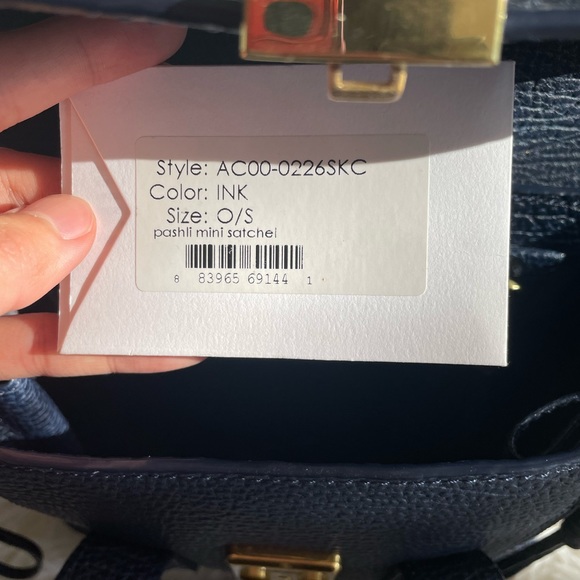 Style: AC00-0226SKC
Color: INK
Size: O/S
pashli mini satchel
8 83965 69144 1